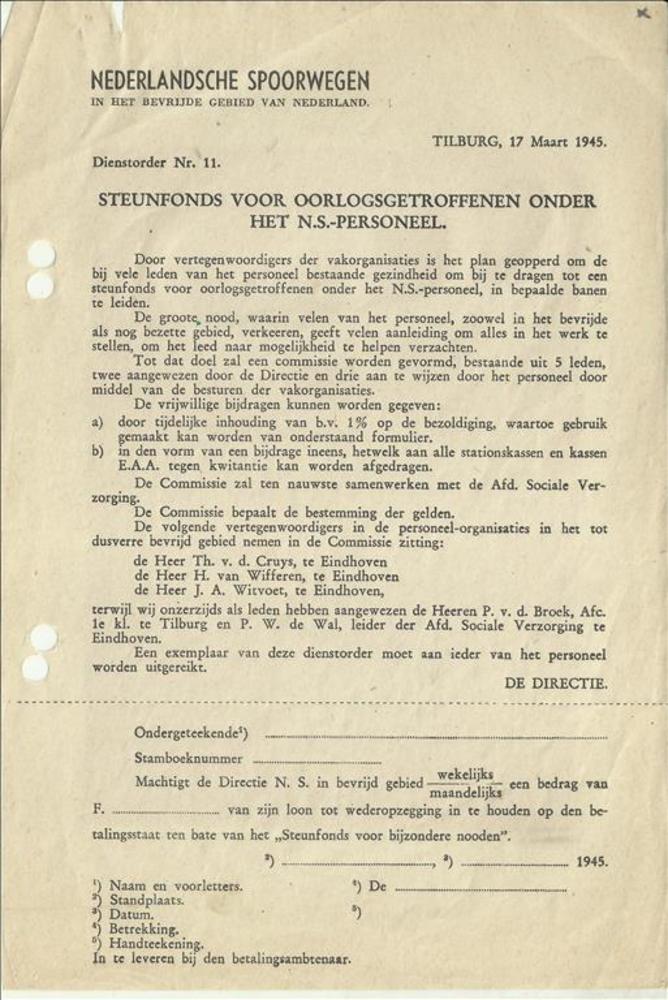 NEDERLANDSCHE SPOORWEGEN
IN HET BEVRIJDE GEBIED VAN NEDERLAND.
TILBURG, 17 Maart 1945.
Dienstorder Nr. 11.
STEUNFONDS VOOR OORLOGSGETROFFENEN ONDER
HET N.S.-PERSONEEL.
Door vertegenwoordigers der vakorganisaties is het plan geopperd om de
bij vele leden van het personeel bestaande gezindheid om bij te dragen tot een
steunfonds voor oorlogsgetroffenen onder het N.S.-personeel, in bepaalde banen
te leiden.
De groote nood, waarin velen van het personeel, zoowel in het bevrijde
als nog bezette gebied, verkeeren, geeft velen aanleiding om alles in het werk te
stellen, om het leed naar mogelijkheid te helpen verzachten.
Tot dat doel zal een commissie worden gevormd, bestaande uit 5 leden,
twee aangewezen door de Directie en drie aan te wijzen door het personeel door
middel van de besturen der vakorganisaties.
De vrijwillige bijdragen kunnen worden gegeven:
a) door tijdelijke inhouding van b.v. 1% op de bezoldiging, waartoe gebruik
gemaakt kan worden van onderstaand formulier.
b) in den vorm van een bijdrage ineens, hetwelk aan alle stationskassen en kassen
E.A.A. tegen kwitantie kan worden afgedragen.
De Commissie zal ten nauwste samenwerken met de Afd. Sociale Ver-
zorging.
De Commissie bepaalt de bestemming der gelden.
De volgende vertegenwoordigers in de personeel-organisaties in het tot
dusverre bevrijd gebied nemen in de Commissie zitting:
de Heer Th. v. d. Cruys, te Eindhoven
de Heer H. van Wifferen, te Eindhoven
de Heer J. A. Witvoet, te Eindhoven,
terwijl wij onzerzijds als leden hebben aangewezen de Heeren P. v. d. Broek, Afc.
1e kl. te Tilburg en P. W. de Wal, leider der Afd. Sociale Verzorging te
Eindhoven.
Een exemplaar van deze dienstorder moet aan ieder van het personeel
worden uitgereikt.
DE DIRECTIE.
Ondergeteekende¹)
Stamboeknummer
Machtigt de Directie N. S. in bevrijd gebied wekelijks een bedrag van
maandelijks
F. van zijn loon tot wederopzegging in te houden op den be-
talingsstaat ten bate van het „Steunfonds voor bijzondere nooden”.
²) , ³) 1945.
¹) Naam en voorletters. ⁴) De
²) Standplaats.
³) Datum. ⁵)
⁴) Betrekking.
⁵) Handteekening.
In te leveren bij den betalingsambtenaar.